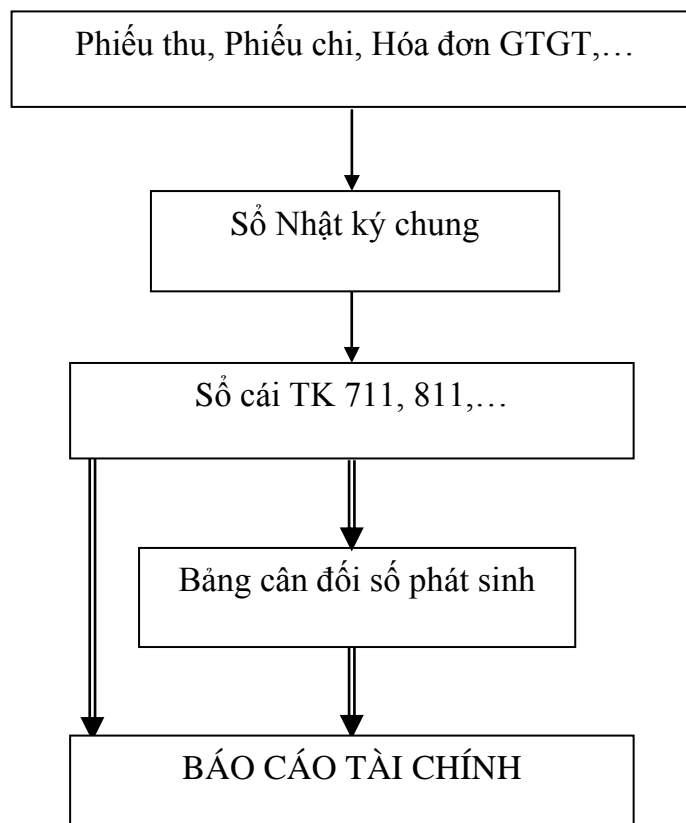 Phiếu thu, Phiếu chi, Hóa đơn GTGT,…
Sổ Nhật ký chung
Sổ cái TK 711, 811,…
Bảng cân đối số phát sinh
BÁO CÁO TÀI CHÍNH